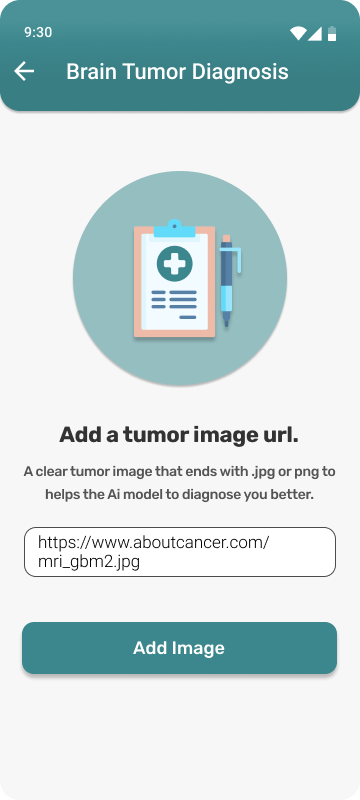 9:30
Brain Tumor Diagnosis
Add a tumor image url.
A clear tumor image that ends with .jpg or png to
helps the Ai model to diagnose you better.
https://www.aboutcancer.com/
mri_gbm2.jpg
Add Image